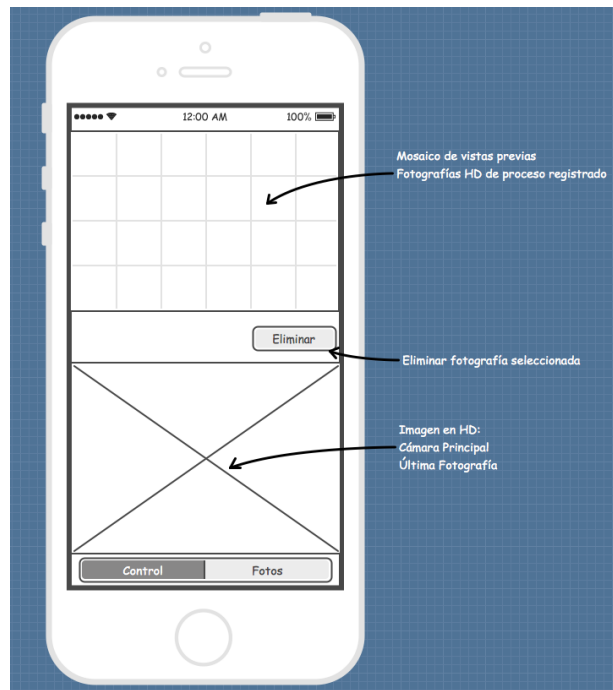 12:00 AM
100%
Mosaico de vistas previas
Fotografías HD de proceso registrado
Eliminar
Eliminar fotografía seleccionada
Imagen en HD:
Cámara Principal
Última Fotografía
Control
Fotos